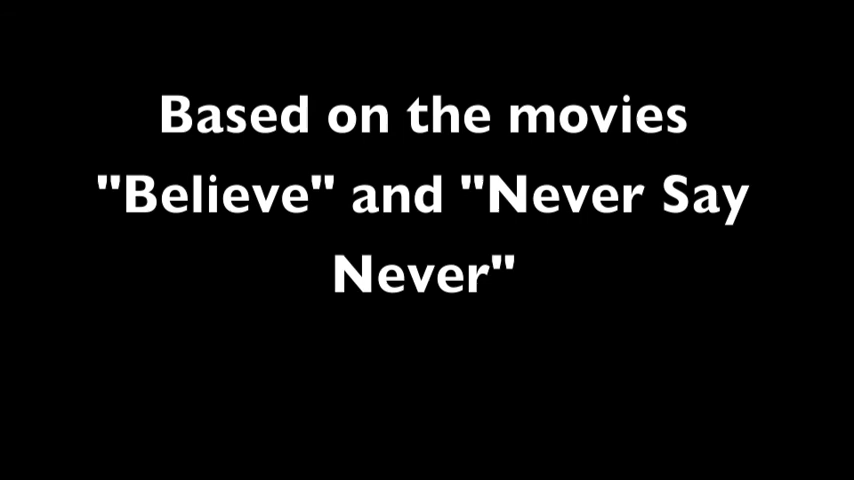 Based on the movies
"Believe" and "Never Say
Never"